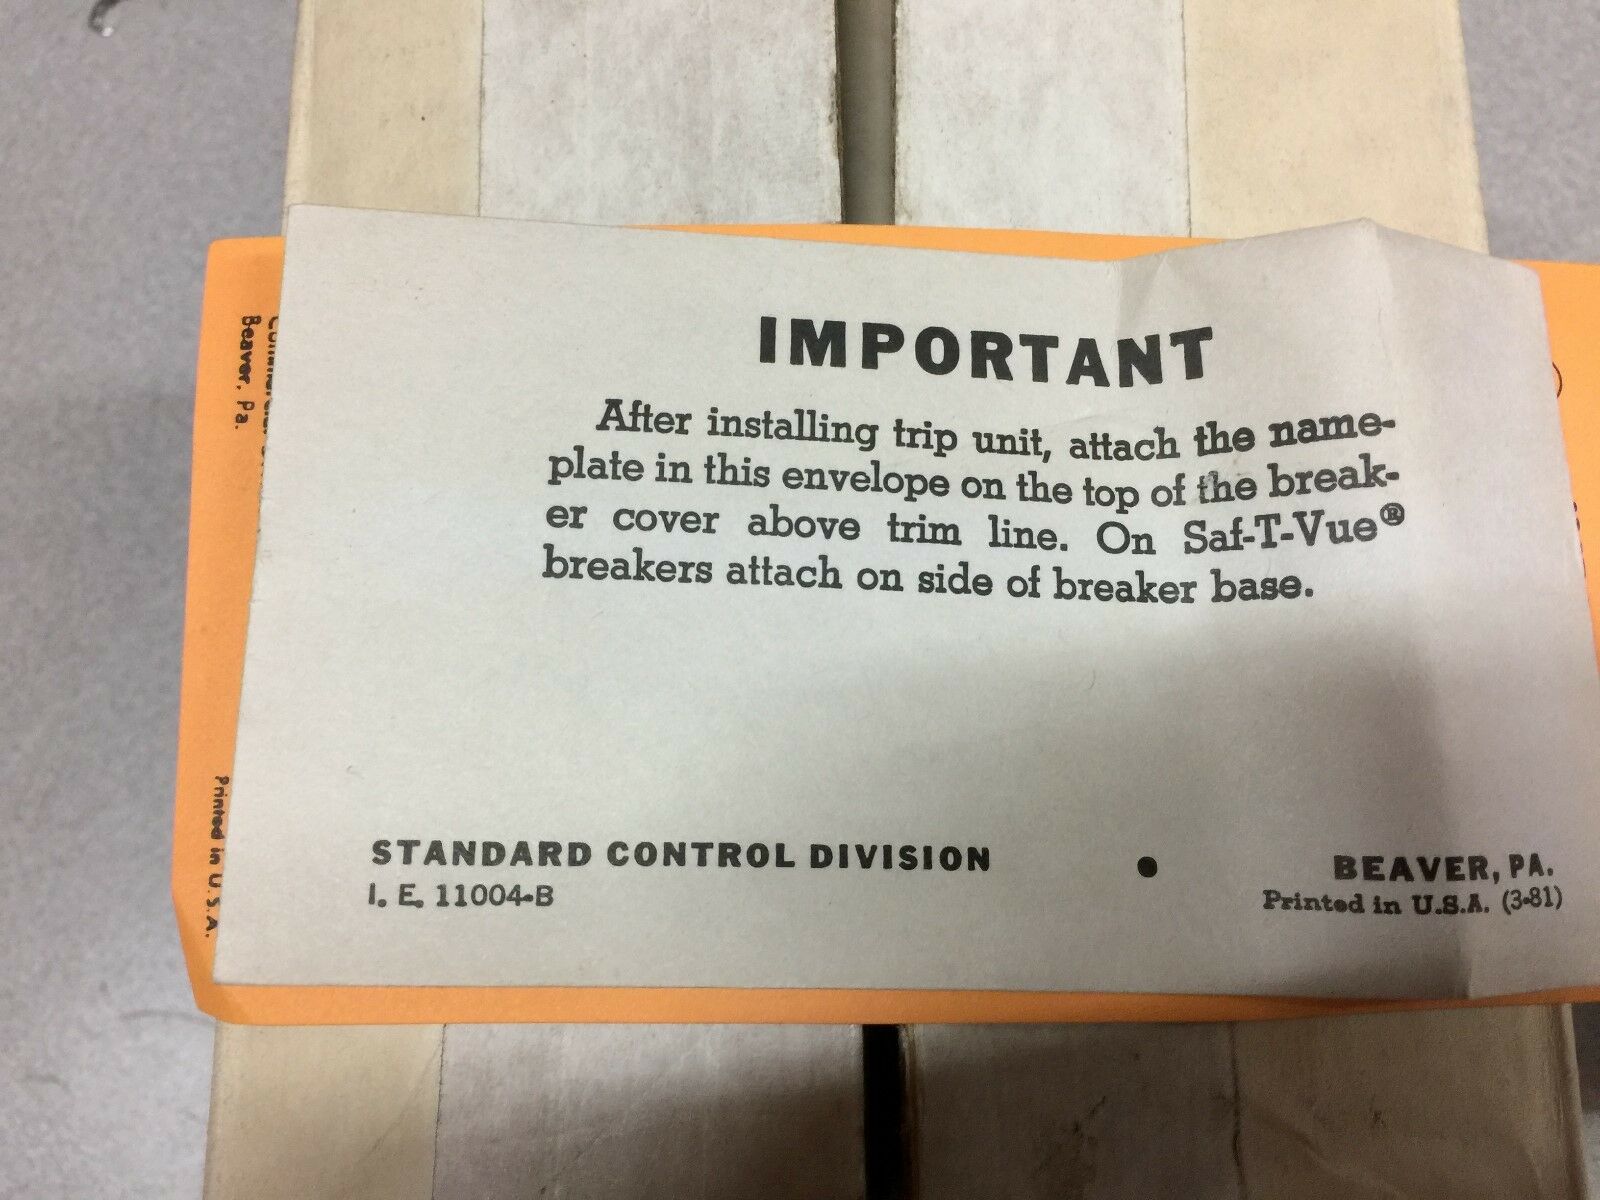 IMPORTANT
After installing trip unit, attach the name-
plate in this envelope on the top of the break-
er cover above trim line. On Saf-T-Vue®
breakers attach on side of breaker base.
STANDARD CONTROL DIVISION • BEAVER, PA.
I. E. 11004-B Printed in U.S.A. (3-81)
Beaver, Pa.
Printed in U.S.A.